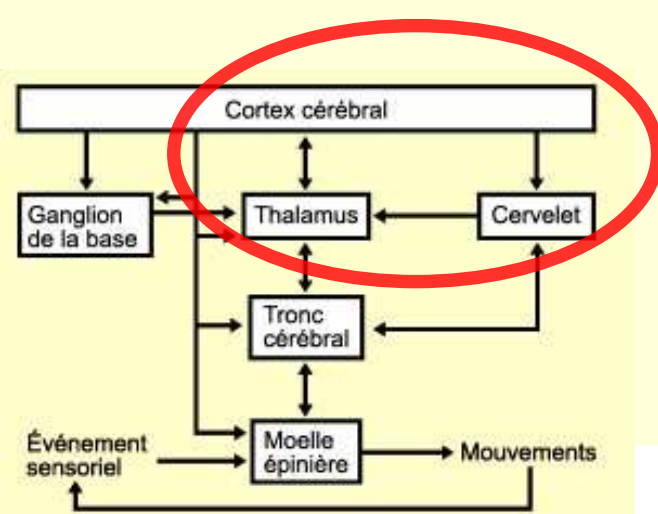 Cortex cérébral
Ganglion
de la base
Thalamus
Cervelet
Tronc
cérébral
Événement
sensoriel
Moelle
épinière
Mouvements